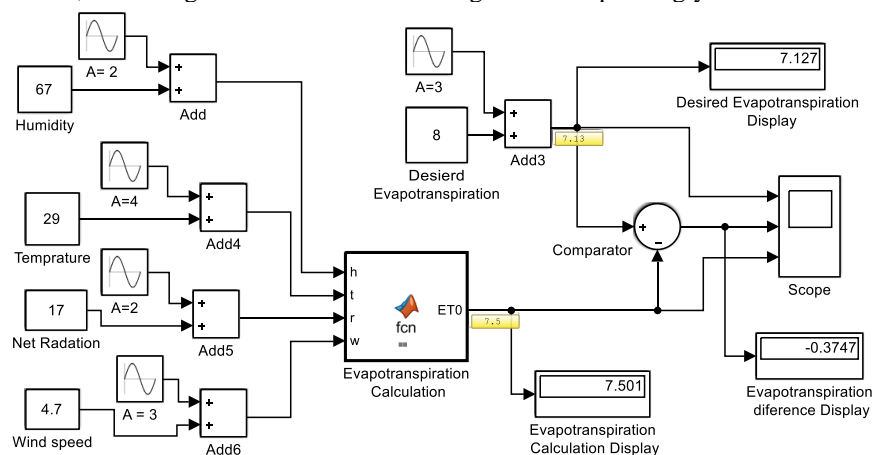 A= 2
67
Humidity
Add
A=4
29
Temprature
Add4
A=2
17
Net Radation
Add5
A = 3
4.7
Wind speed
Add6
h
t
r
w
fcn
ET0
Evapotranspiration
Calculation
7.5
7.501
Evapotranspiration
Calculation Display
A=3
8
Desierd
Evapotranspiration
Add3
7.13
7.127
Desired Evapotranspiration
Display
Comparator
Scope
-0.3747
Evapotranspiration
diference Display